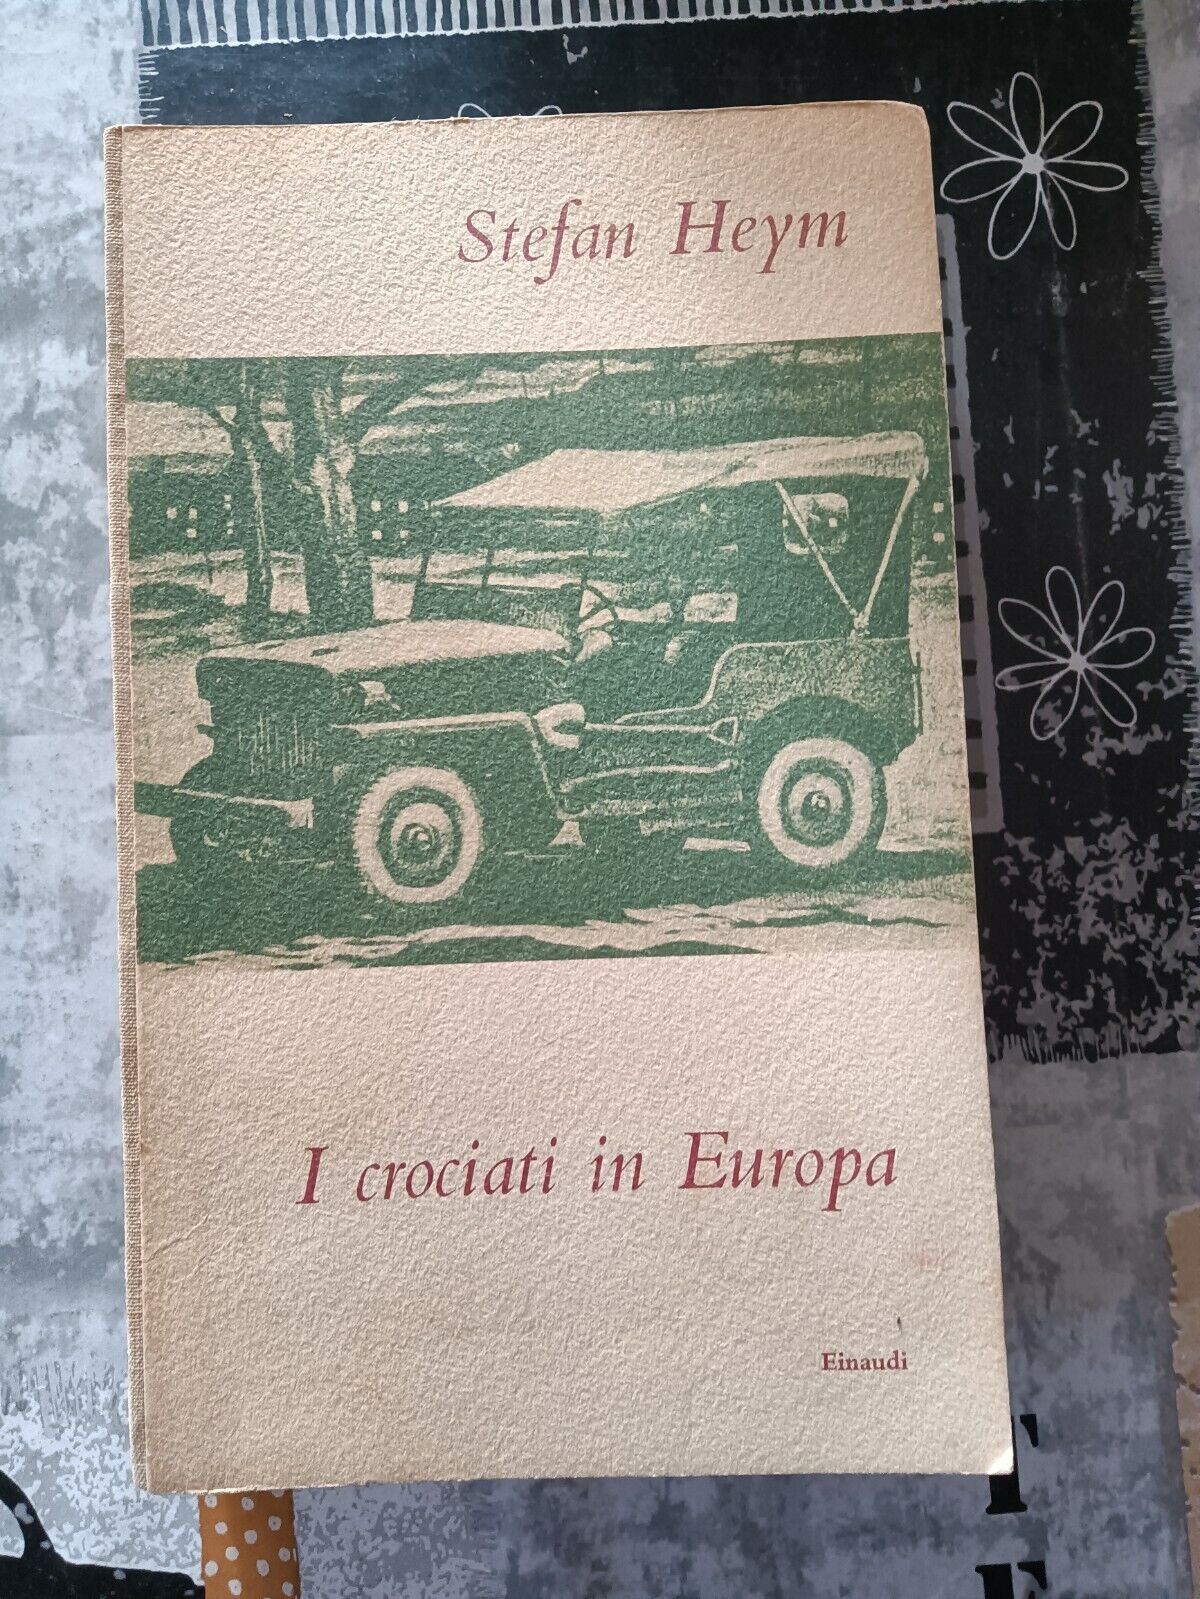 Stefan Heym
I crociati in Europa
Einaudi